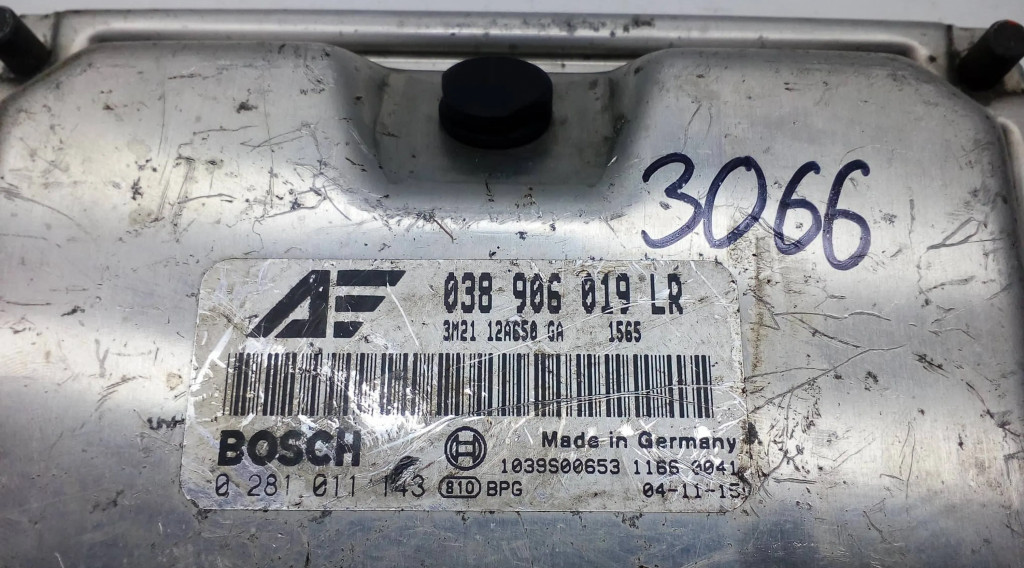 3066
AF 038 906 019 LR
3M21 12A650 GA 1565
BOSCH Made in Germany
1039S00653 1166 3041
0 281 011 143 810 BPG 04-11-15